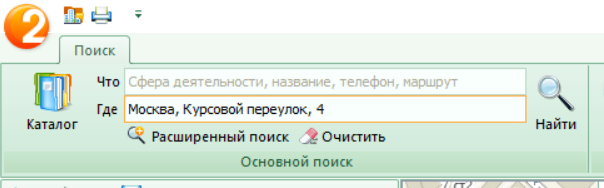 2
Поиск
Что Сфера деятельности, название, телефон, маршрут
Где Москва, Курсовой переулок, 4
Каталог
Найти
Расширенный поиск Очистить
Основной поиск